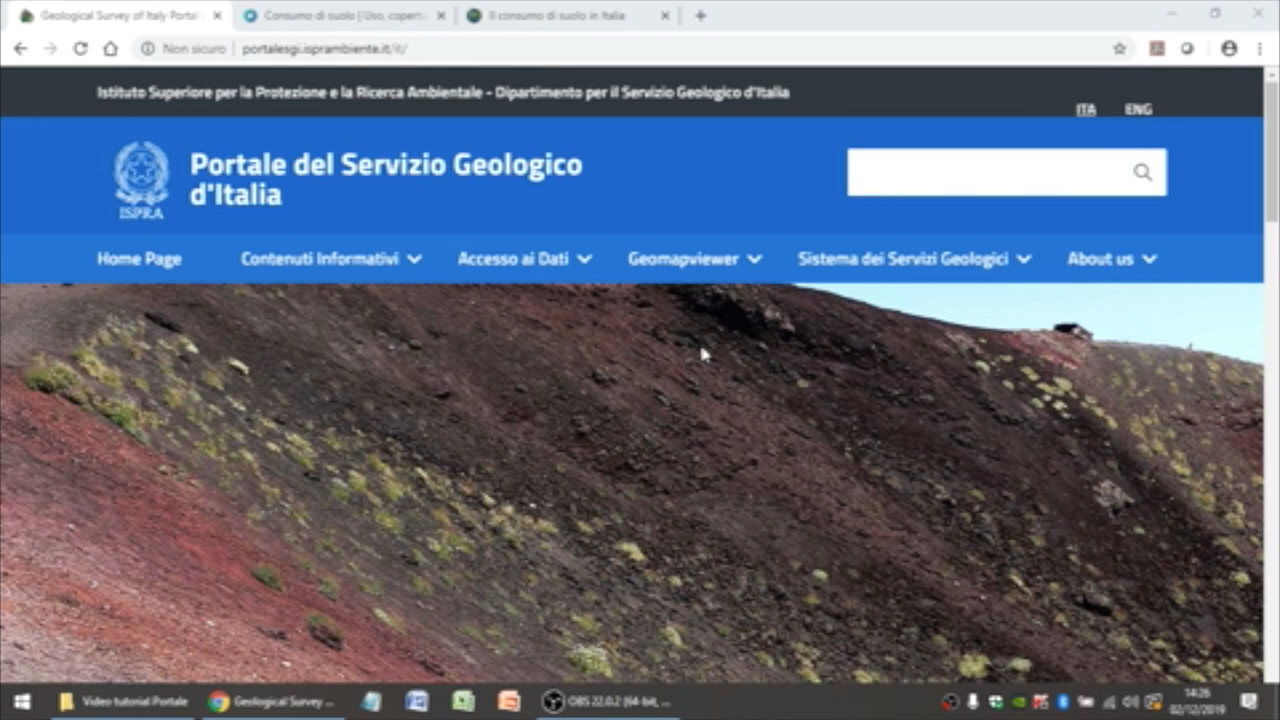 Geological Survey of Italy Portal
Consumo di suolo | Uso, copert
Il consumo di suolo in Italia
Non sicuro
portalesgi.isprambiente.it/it/
Istituto Superiore per la Protezione e la Ricerca Ambientale - Dipartimento per il Servizio Geologico d'Italia
ITA ENG
Portale del Servizio Geologico
d'Italia
ISPRA
Home Page Contenuti Informativi Accesso ai Dati Geomapviewer Sistema dei Servizi Geologici About us
Video tutorial Portale
Geological Survey ...
OBS 22.0.2 (64-bit, ...
14:26
02/12/2019